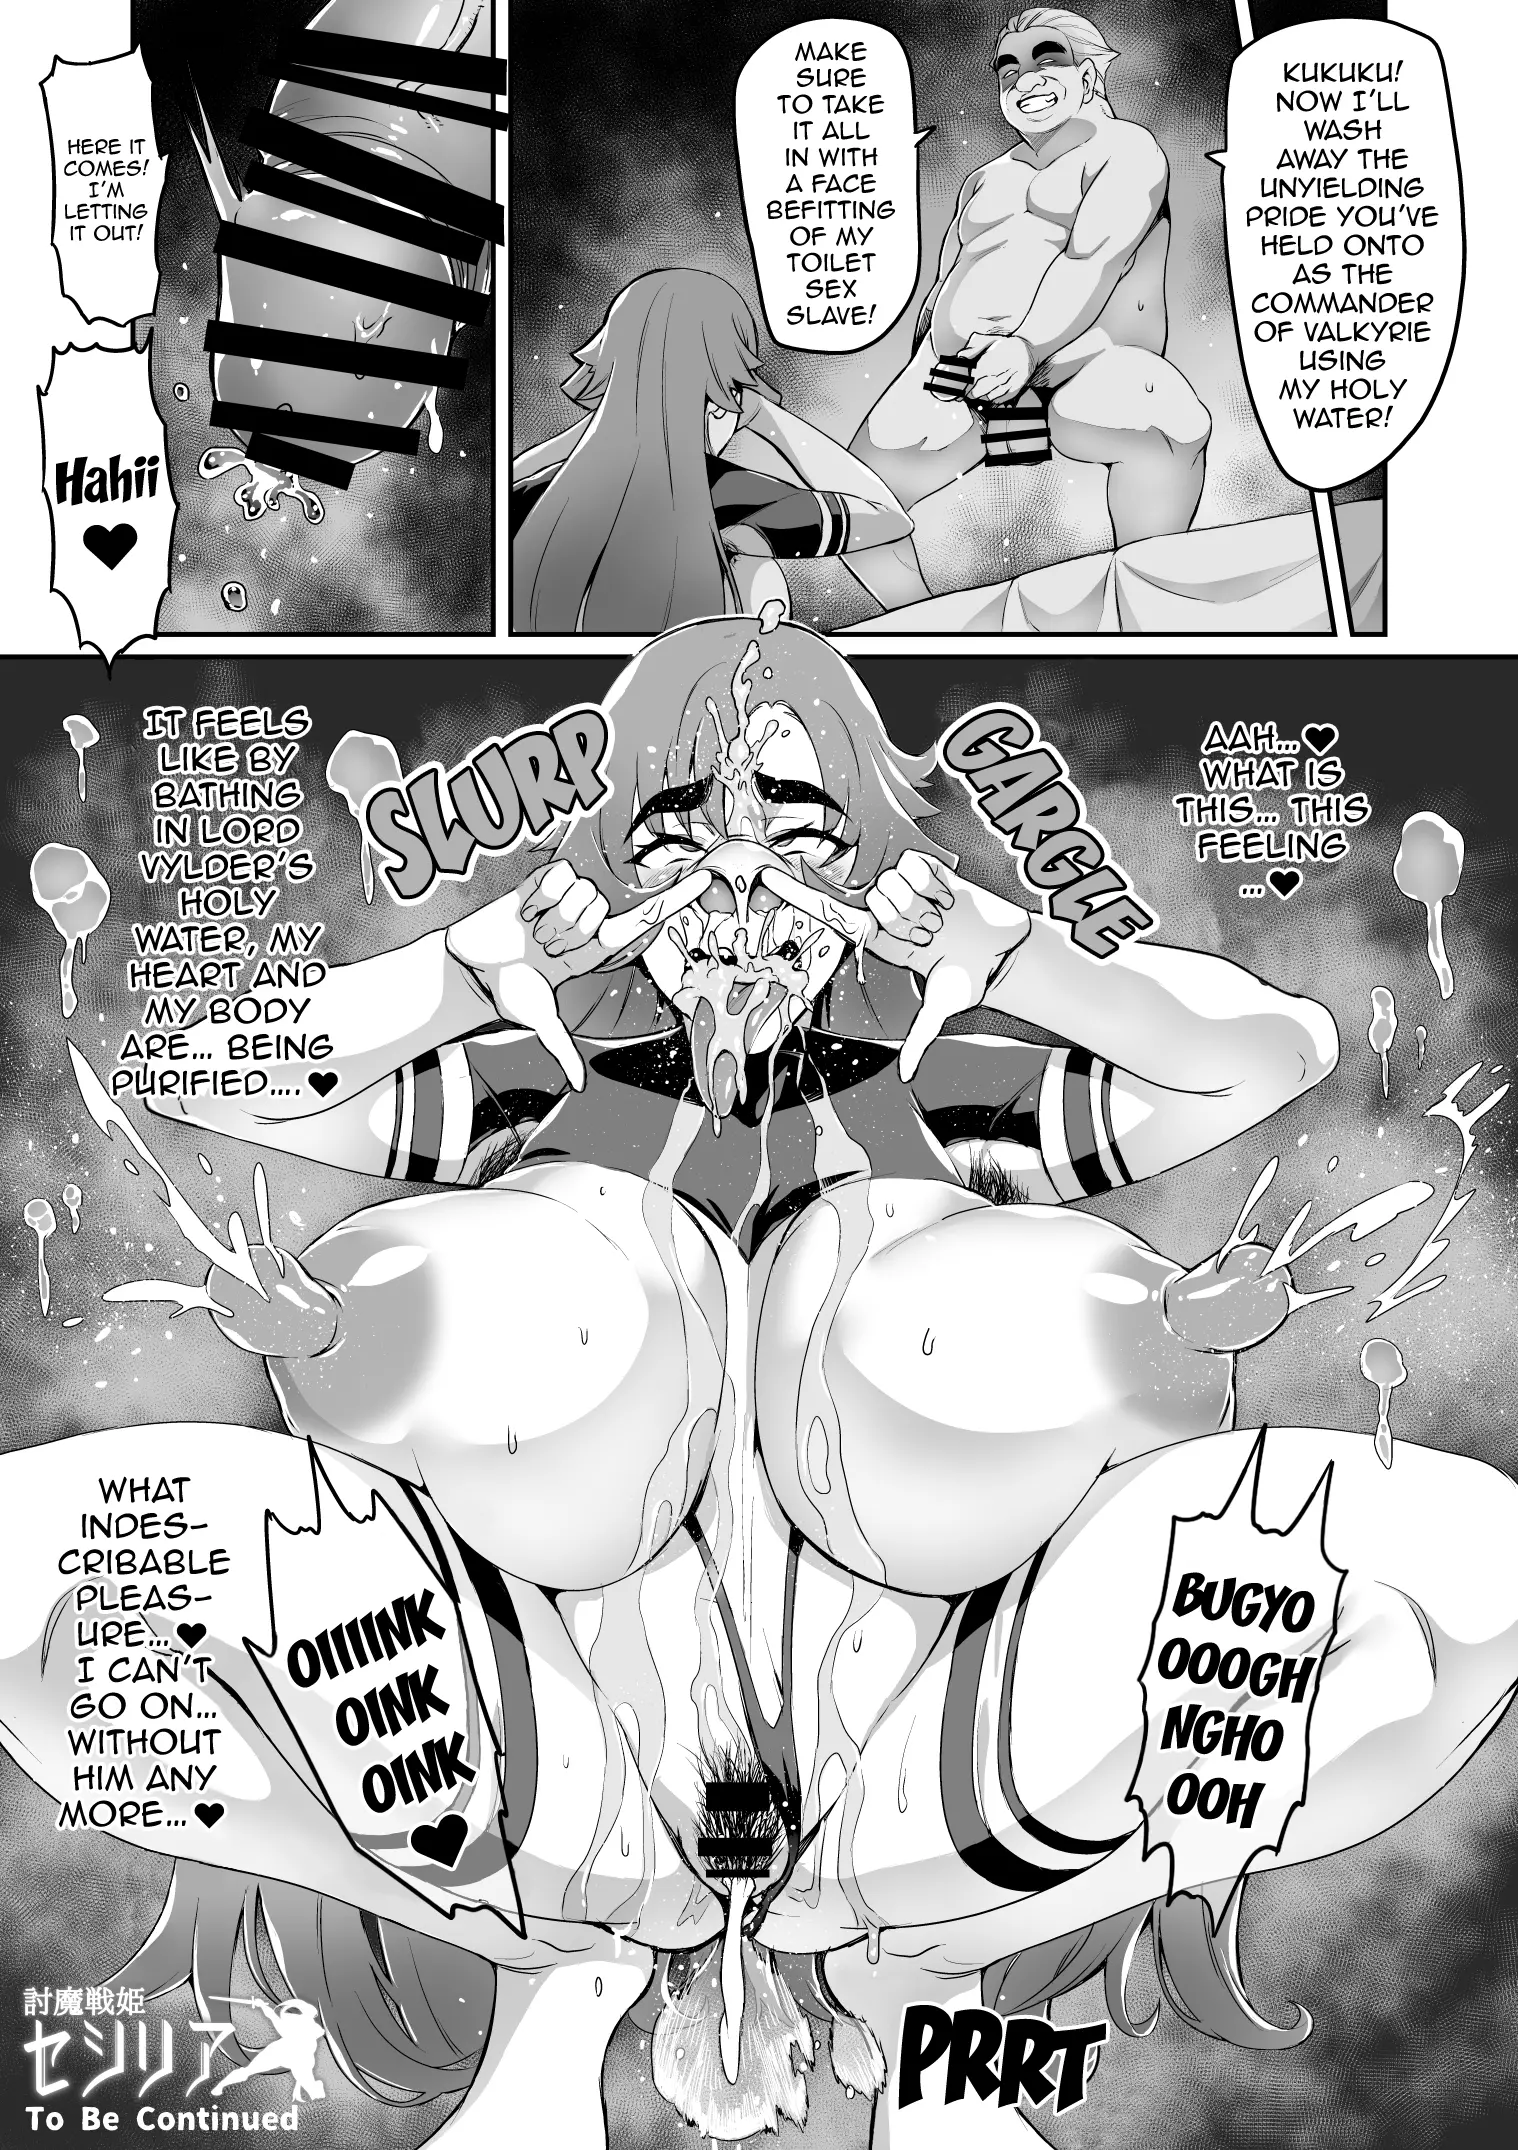 KUKUKU!
NOW I'LL
WASH
AWAY THE
UNYIELDING
PRIDE YOU'VE
HELD ONTO
AS THE
COMMANDER
OF VALKYRIE
USING
MY HOLY
WATER!
MAKE
SURE
TO TAKE
IT ALL
IN WITH
A FACE
BEFITTING
OF MY
TOILET
SEX
SLAVE!
HERE IT
COMES!
I'M
LETTING
IT OUT!
Hahii
♥
AAH...♥
WHAT IS
THIS... THIS
FEELING
...♥
GARGLE
SLURP
IT FEELS
LIKE BY
BATHING
IN LORD
VYLDER'S
HOLY
WATER, MY
HEART AND
MY BODY
ARE... BEING
PURIFIED....♥
BUGYO
OOOGH
NGHO
OOH
OIIIINK
OINK
OINK
♥
WHAT
INDES-
CRIBABLE
PLEAS-
URE...♥
I CAN'T
GO ON...
WITHOUT
HIM ANY
MORE...♥
PRRT
討魔戦姫
セシリア
To Be Continued